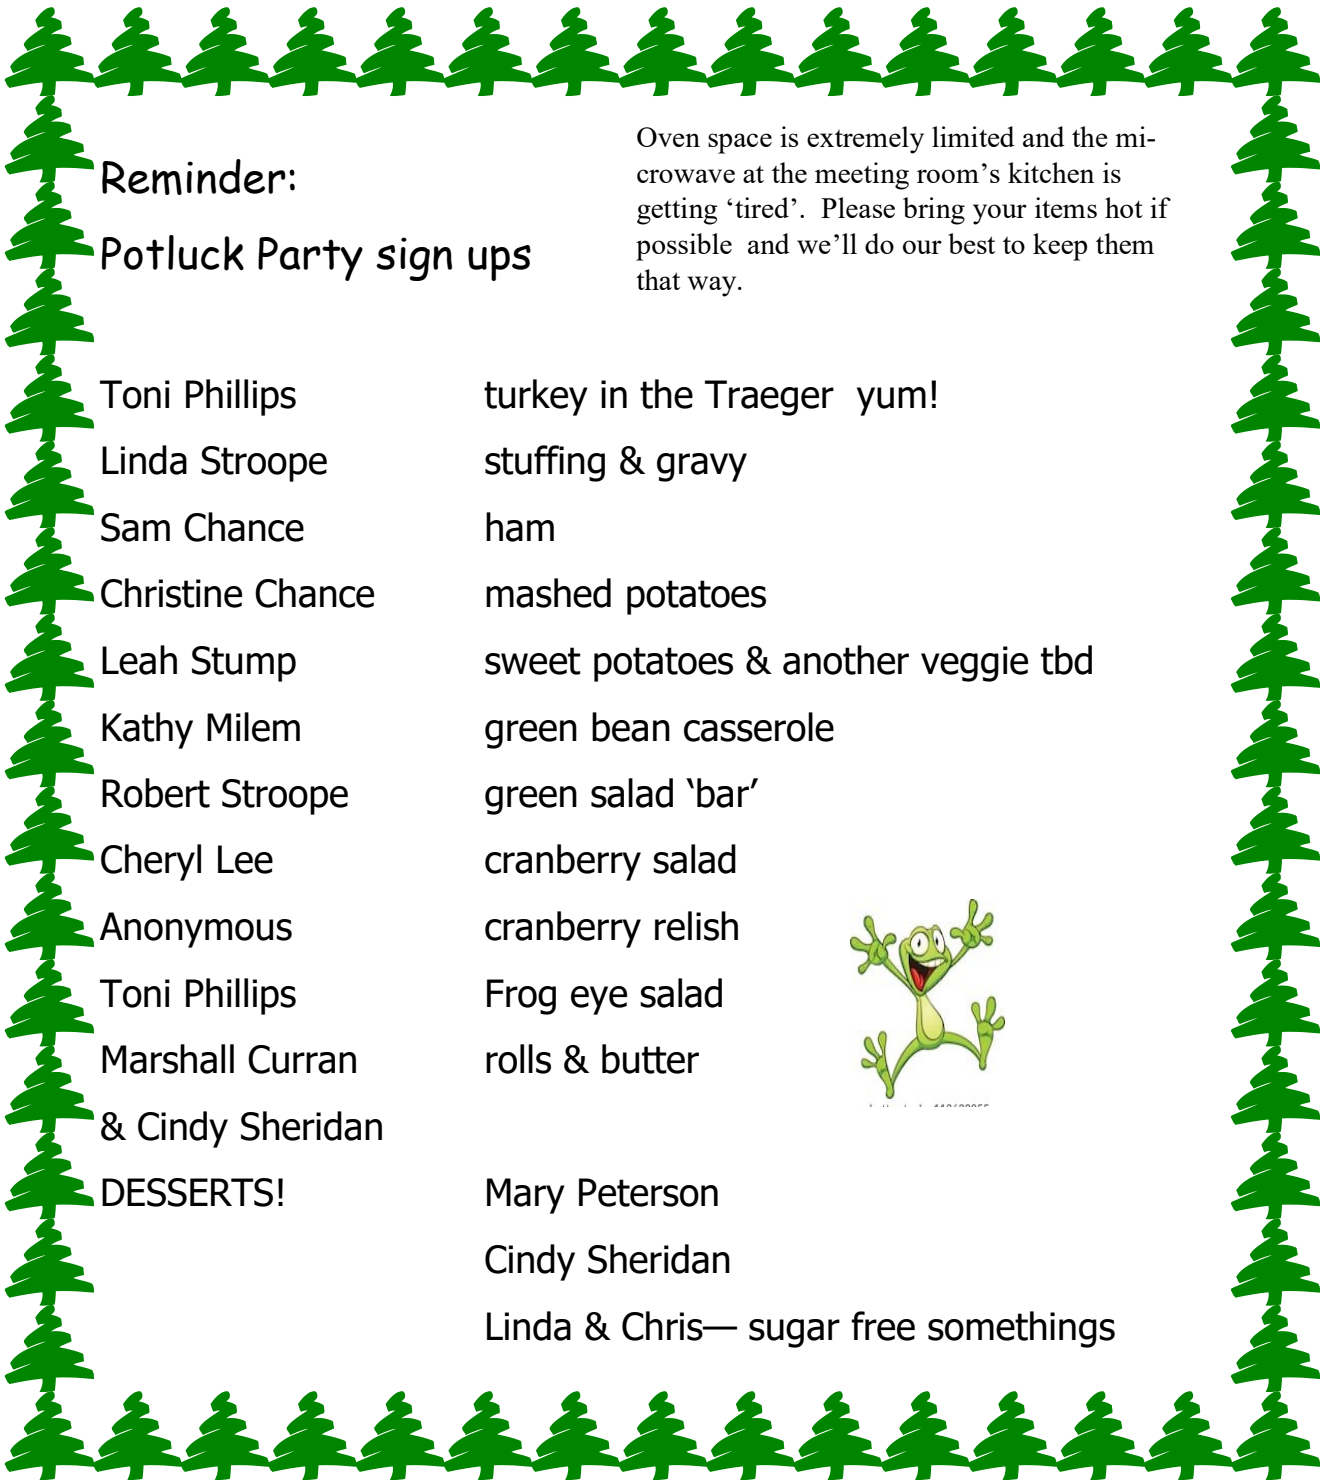 Reminder:
Potluck Party sign ups
Oven space is extremely limited and the mi-
crowave at the meeting room’s kitchen is
getting ‘tired’.  Please bring your items hot if
possible  and we’ll do our best to keep them
that way.
Toni Phillips turkey in the Traeger  yum!
Linda Stroope stuffing & gravy
Sam Chance ham
Christine Chance mashed potatoes
Leah Stump sweet potatoes & another veggie tbd
Kathy Milem green bean casserole
Robert Stroope green salad ‘bar’
Cheryl Lee cranberry salad
Anonymous cranberry relish
Toni Phillips Frog eye salad
Marshall Curran rolls & butter
& Cindy Sheridan
DESSERTS! Mary Peterson
Cindy Sheridan
Linda & Chris— sugar free somethings